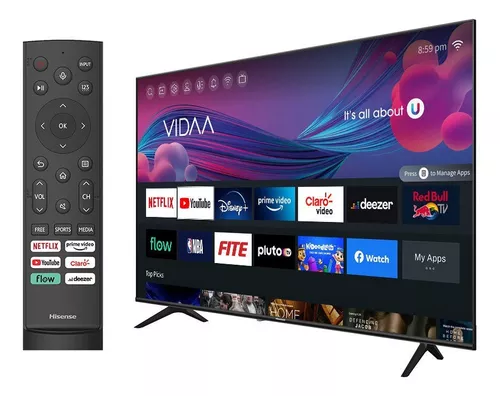 INPUT
123
OK
VOL
CH
FREE SPORTS MEDIA
NETFLIX prime video
YouTube Claro-
flow deezer
Hisense
8:59 pm
VIDAA
It's all about U
Press B to Manage Apps
NETFLIX YouTube Disney+ prime video Claro- video deezer Red Bull TV
flow NBA FITE pluto tv Watch My Apps
Top Picks
HOME
DEFENDING JACOB